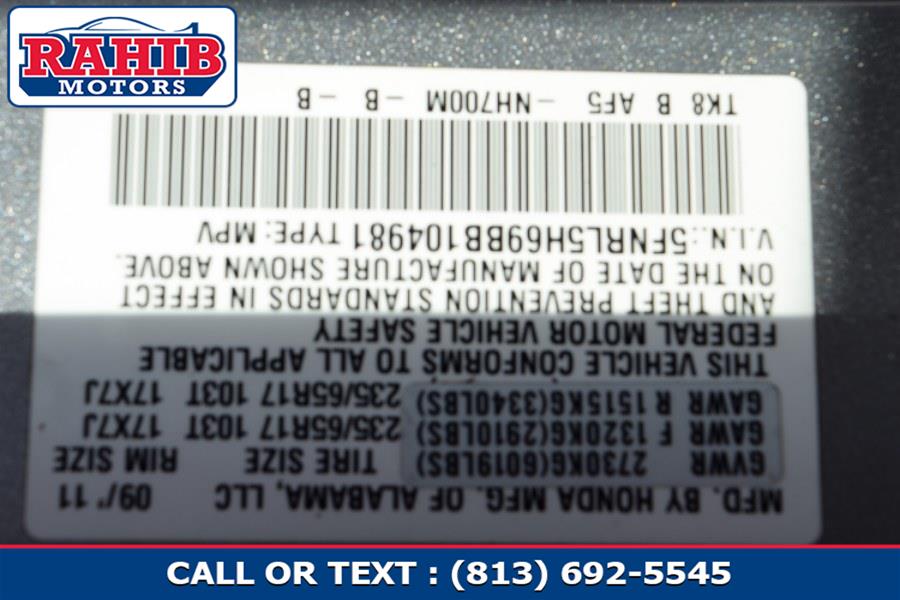 RAHIB
MOTORS
MFD. BY HONDA MFG. OF ALABAMA, LLC 09/'11
GVWR 2730KG(6019LBS) TIRE SIZE RIM SIZE
GAWR F 1320KG(2910LBS) 235/65R17 103T 17X7J
GAWR R 1515KG(3340LBS) 235/65R17 103T 17X7J
THIS VEHICLE CONFORMS TO ALL APPLICABLE
FEDERAL MOTOR VEHICLE SAFETY
AND THEFT PREVENTION STANDARDS IN EFFECT
ON THE DATE OF MANUFACTURE SHOWN ABOVE.
V.I.N.:5FNRL5H69BB104981 TYPE:MPV
TK8 B AF5 -NH700M -B -B
CALL OR TEXT : (813) 692-5545